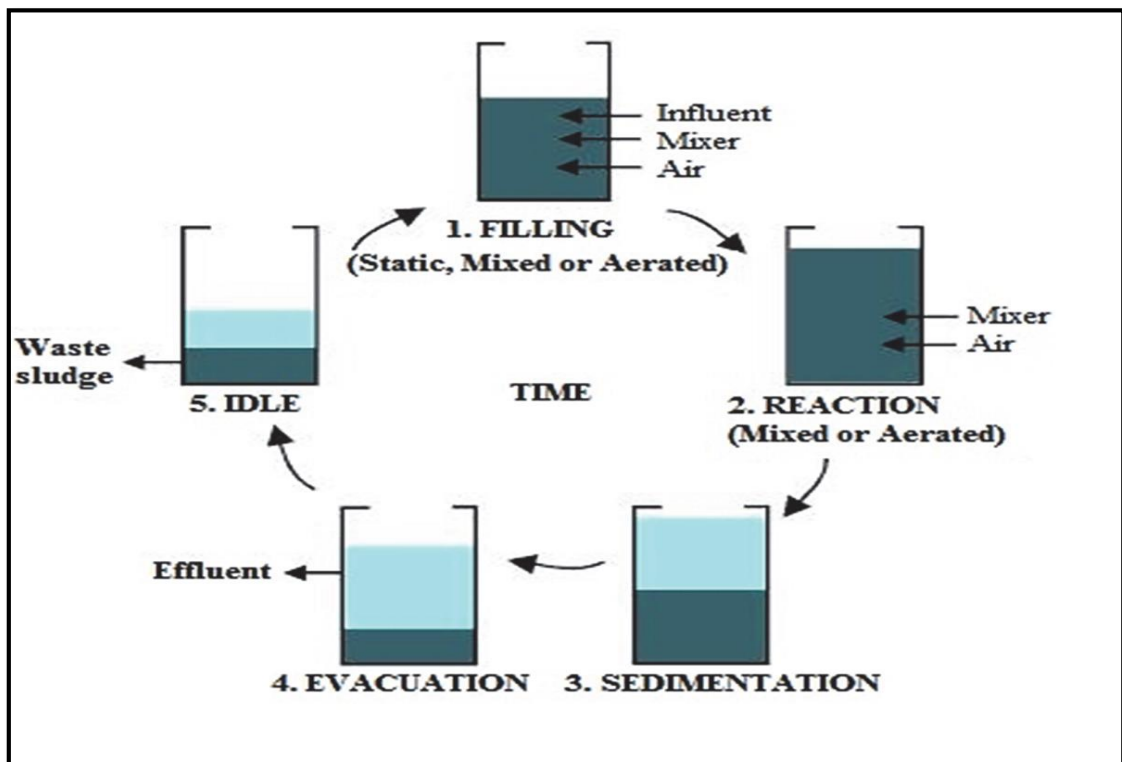 Influent
Mixer
Air
1. FILLING
(Static, Mixed or Aerated)
Mixer
Air
2. REACTION
(Mixed or Aerated)
3. SEDIMENTATION
Effluent
4. EVACUATION
Waste
sludge
5. IDLE
TIME